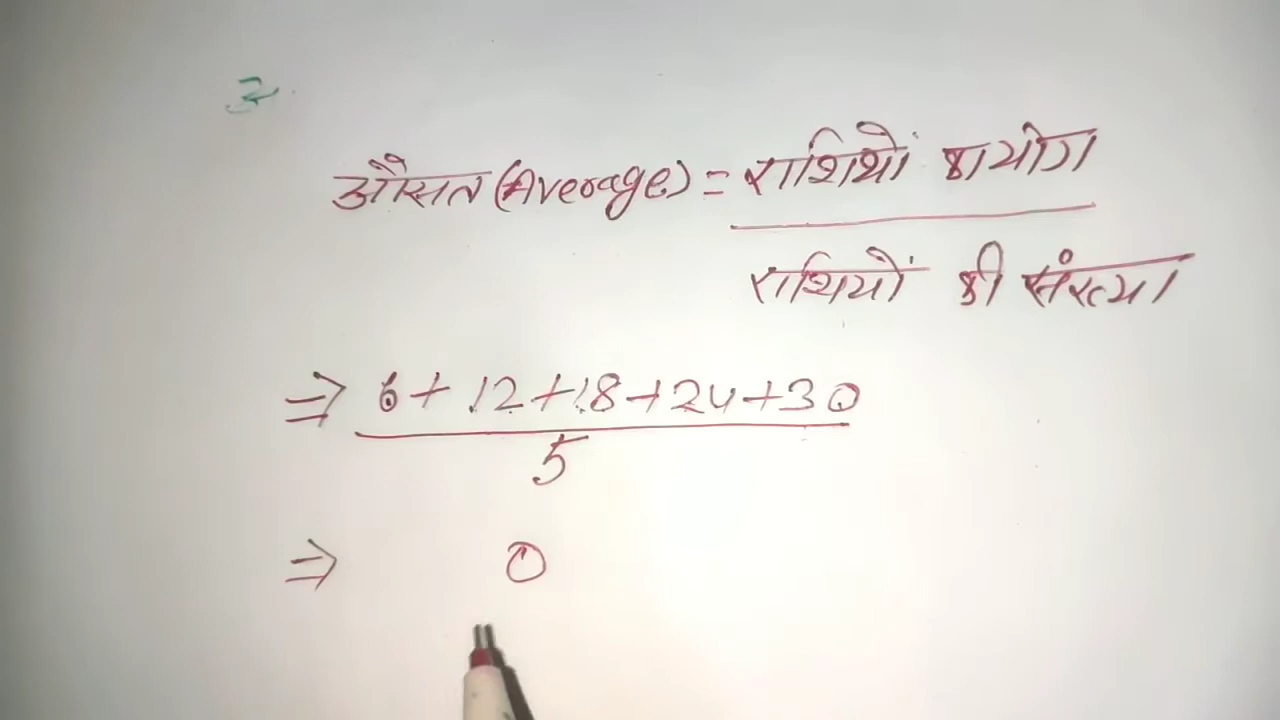 औसत (Average) = राशियों का योग
राशियों की संख्या
⇒ 6+12+18+24+30
5
⇒ 0